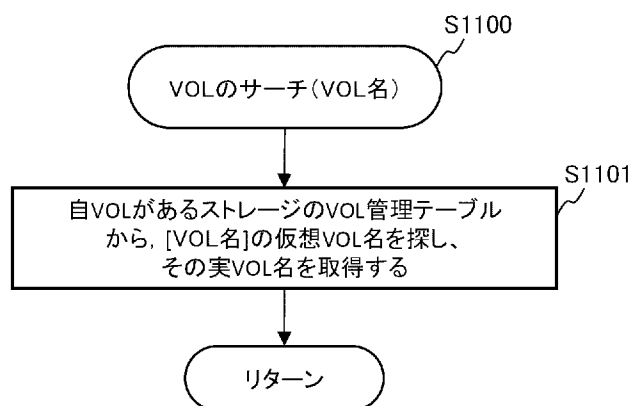 S1100
VOLのサーチ(VOL名)
S1101
自VOLがあるストレージのVOL管理テーブル
から, [VOL名]の仮想VOL名を探し、
その実VOL名を取得する
リターン